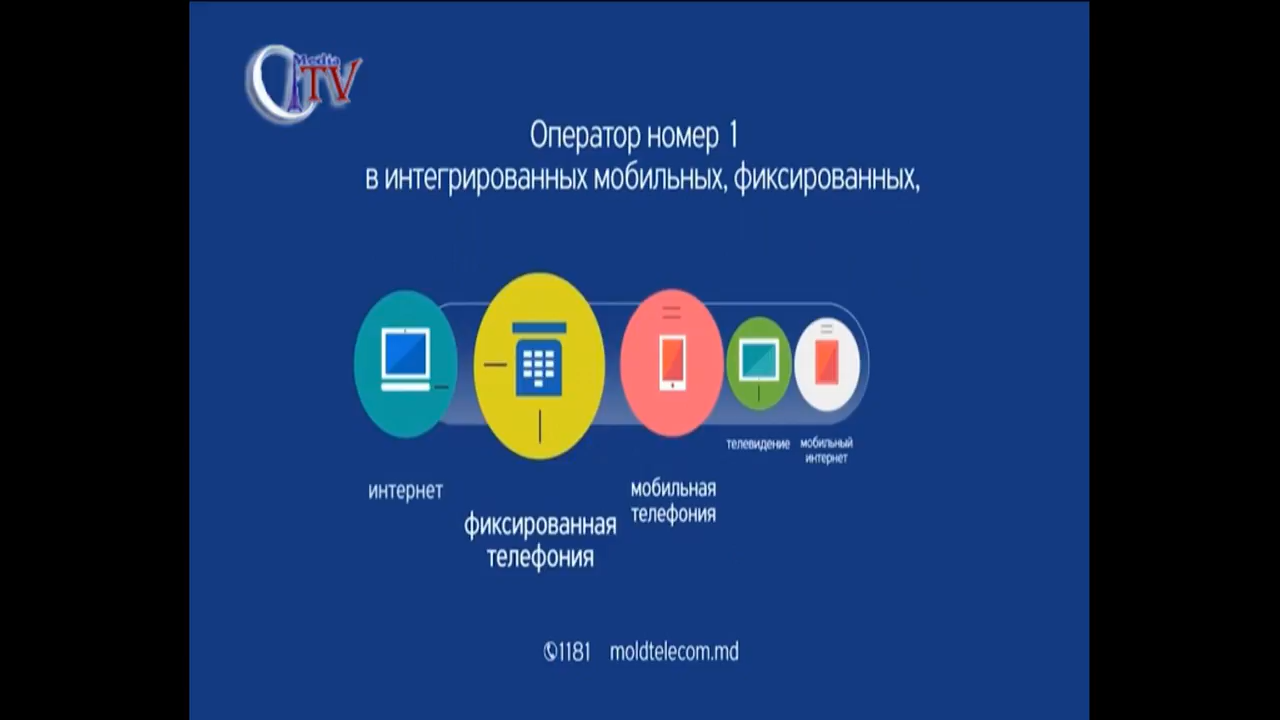 Media
TV
Оператор номер 1
в интегрированных мобильных, фиксированных,
интернет
фиксированная
телефония
мобильная
телефония
телевидение
мобильный
интернет
1181 moldtelecom.md